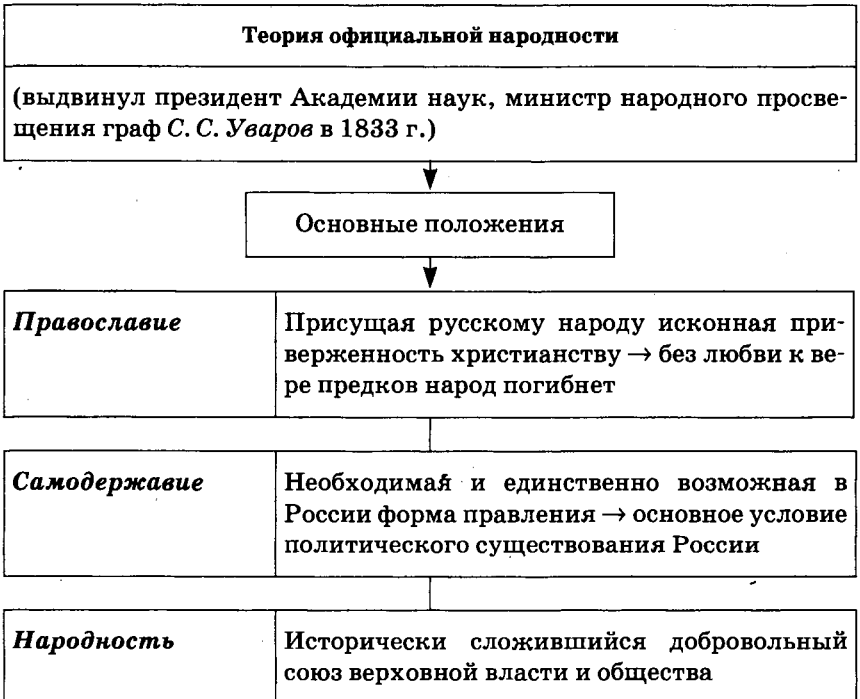 Теория официальной народности
(выдвинул президент Академии наук, министр народного просве-
щения граф С. С. Уваров в 1833 г.)
Основные положения
Православие
Присущая русскому народу исконная при-
верженность христианству → без любви к ве-
ре предков народ погибнет
Самодержавие
Необходимая и единственно возможная в
России форма правления → основное условие
политического существования России
Народность
Исторически сложившийся добровольный
союз верховной власти и общества